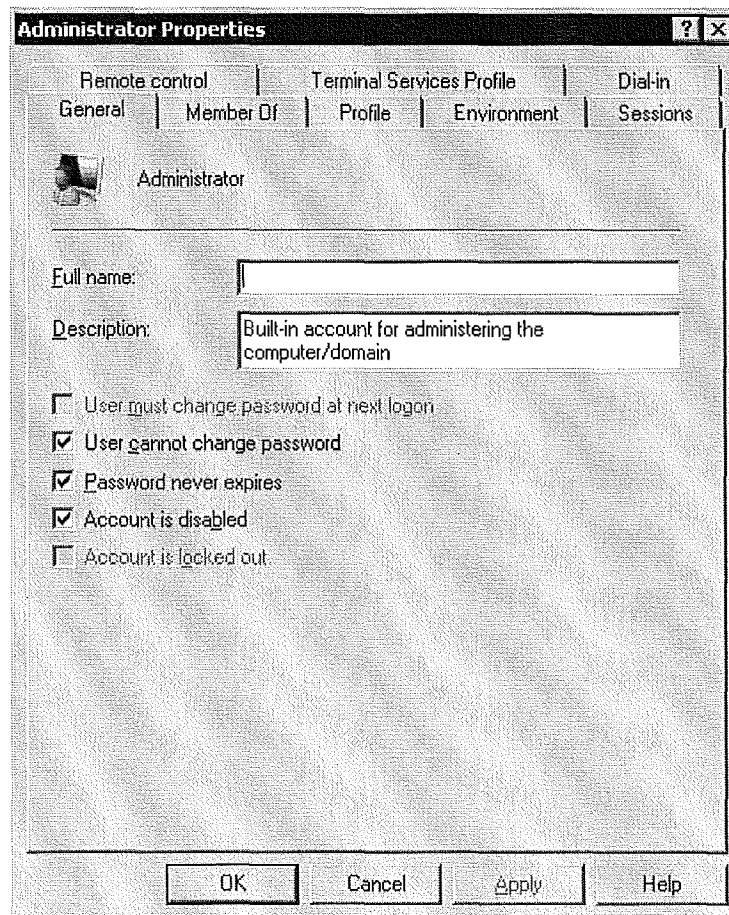 Administrator Properties
Remote control Terminal Services Profile Dial-in
General Member Of Profile Environment Sessions
Administrator
Full name:
Description: Built-in account for administering the
computer/domain
User must change password at next logon
User cannot change password
Password never expires
Account is disabled
Account is locked out
OK Cancel Apply Help